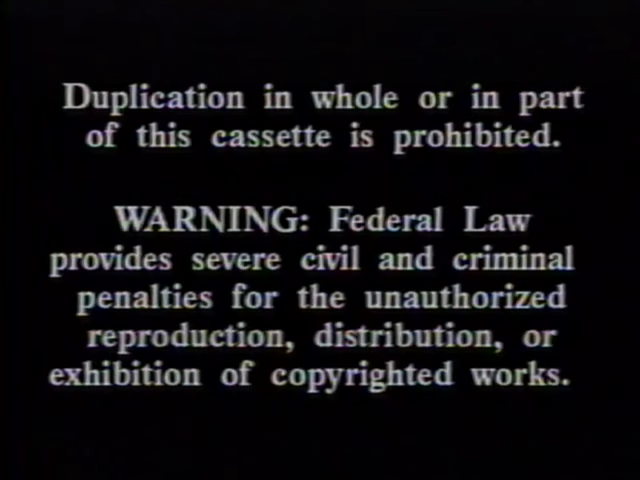 Duplication in whole or in part
of this cassette is prohibited.
WARNING: Federal Law
provides severe civil and criminal
penalties for the unauthorized
reproduction, distribution, or
exhibition of copyrighted works.